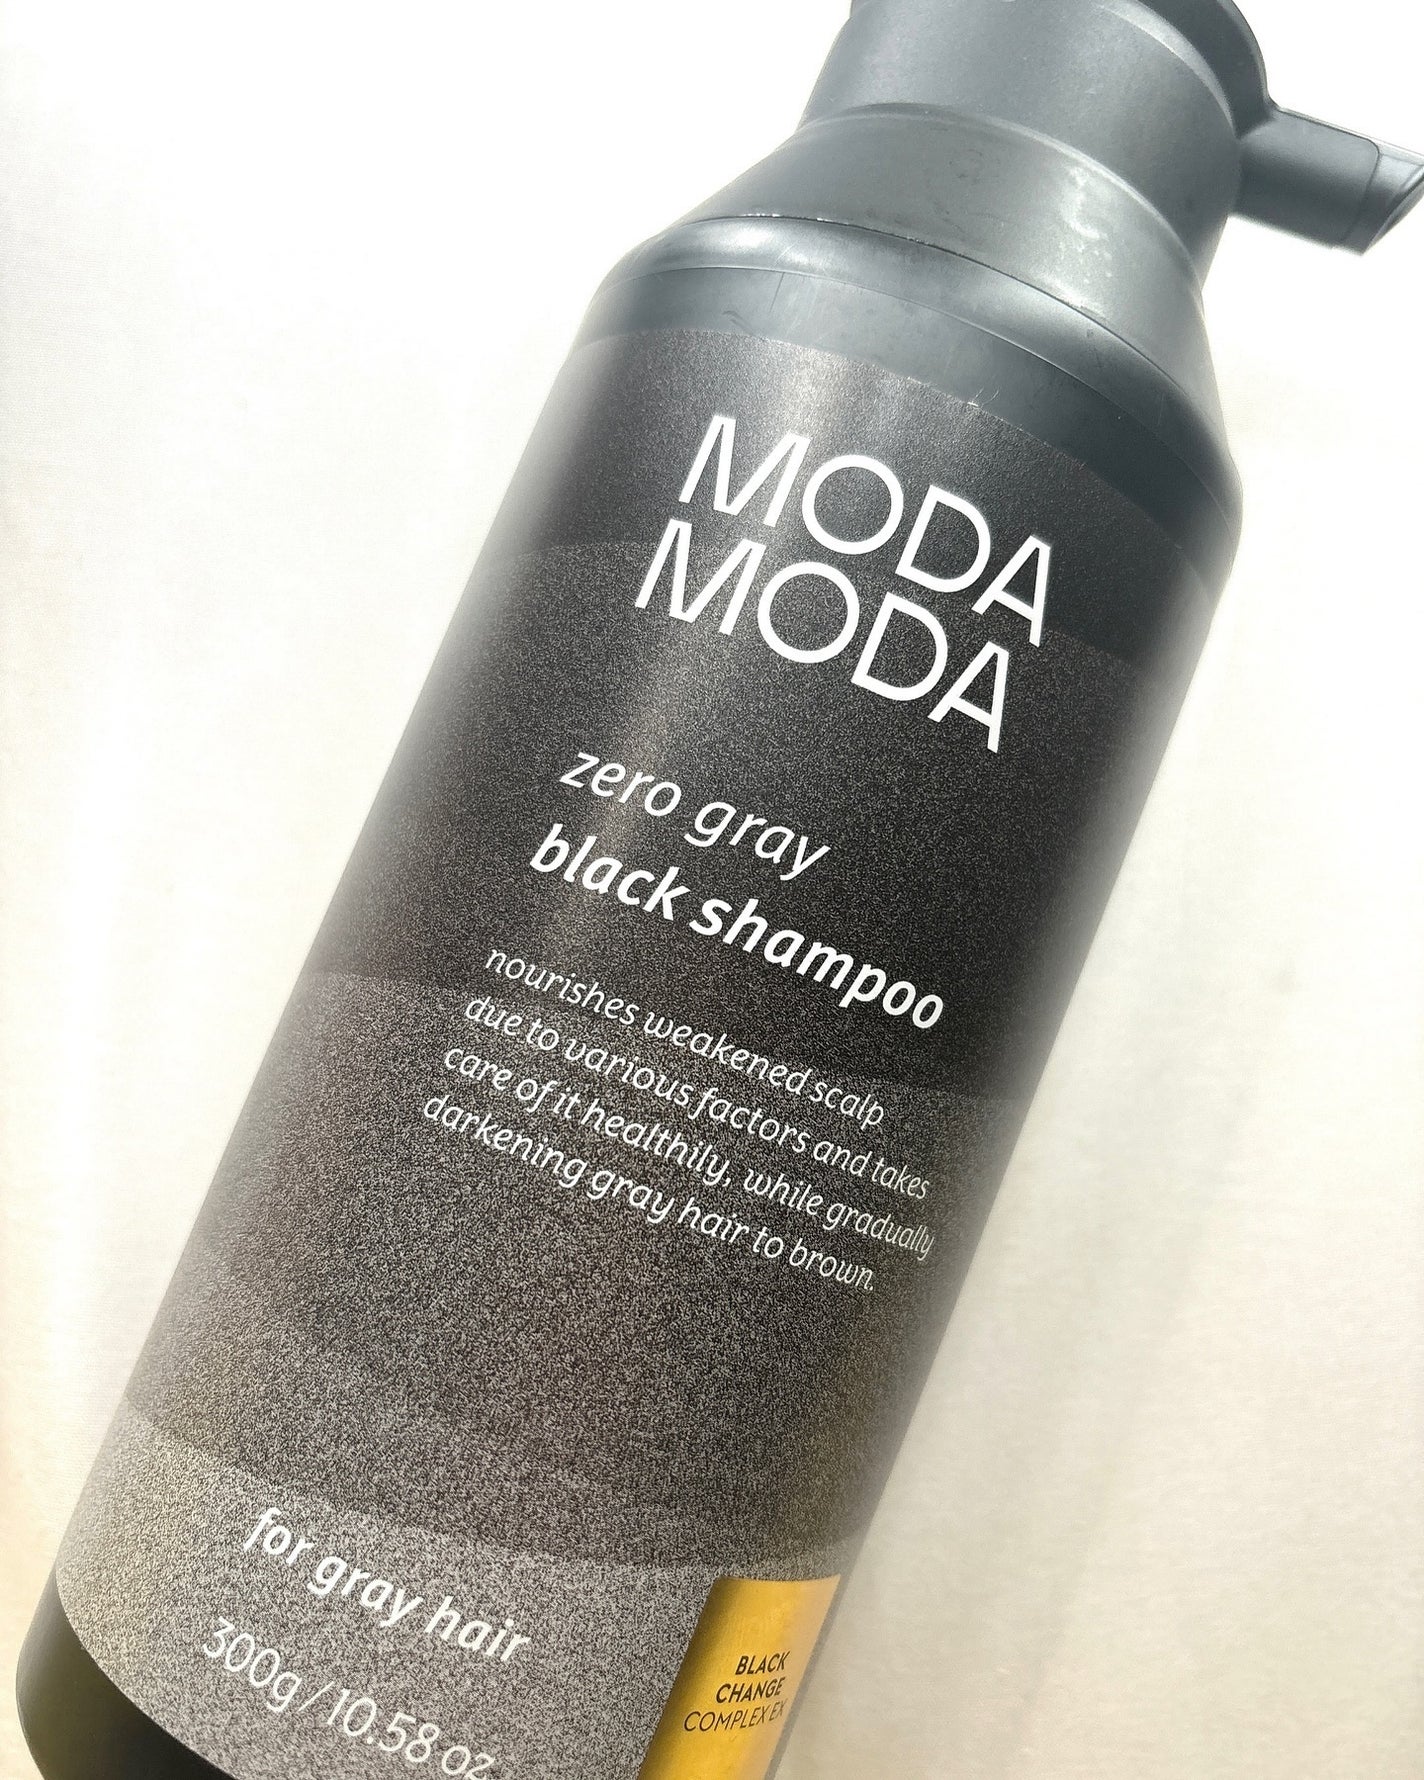 MODA
MODA
zero gray
black shampoo
nourishes weakened scalp
due to various factors and takes
care of it healthily, while gradually
darkening gray hair to brown.
for gray hair
300g / 10.58 oz
BLACK
CHANGE
COMPLEX EX